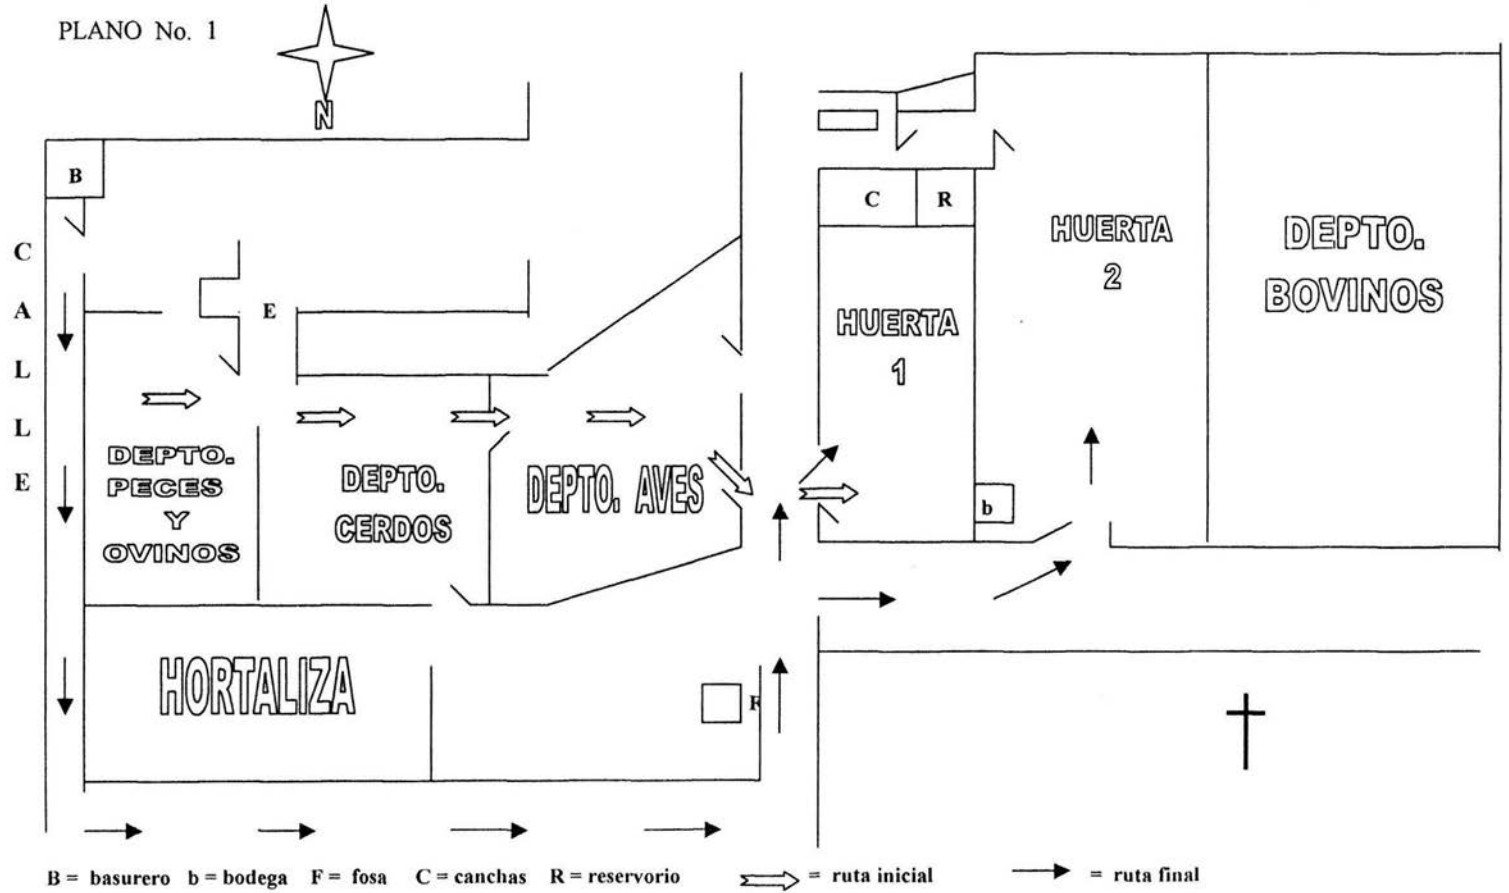 PLANO No. 1
N
B
C
A
L
L
E
E
C R
HUERTA
1
HUERTA
2
DEPTO.
BOVINOS
DEPTO.
PECES
Y
OVINOS
DEPTO.
CERDOS
DEPTO. AVES
b
HORTALIZA
F
B = basurero b = bodega F = fosa C = canchas R = reservorio = ruta inicial = ruta final